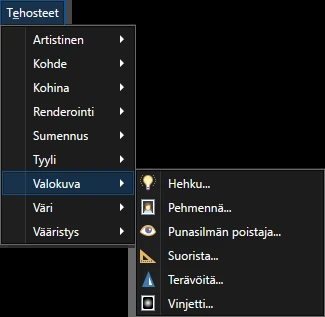 Tehosteet
Artistinen
Kohde
Kohina
Renderointi
Sumennus
Tyyli
Valokuva
Väri
Vääristys
Hehku...
Pehmennä...
Punasilmän poistaja...
Suorista...
Terävöitä...
Vinjetti...